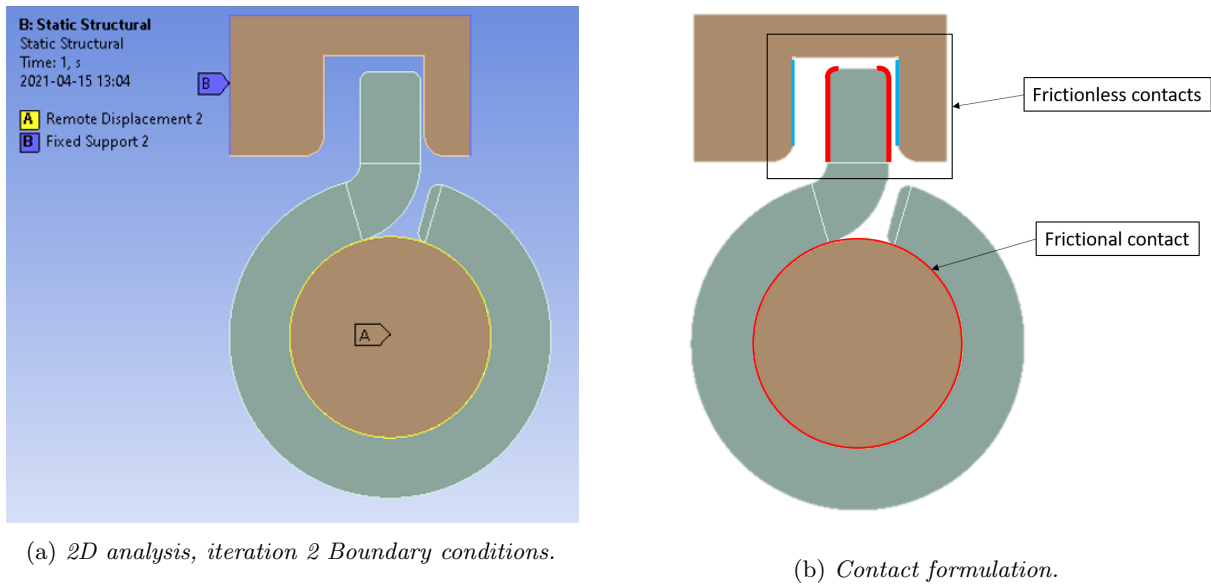 B: Static Structural
Static Structural
Time: 1, s
2021-04-15 13:04
A Remote Displacement 2
B Fixed Support 2
B
A
Frictionless contacts
Frictional contact
(a) 2D analysis, iteration 2 Boundary conditions.
(b) Contact formulation.